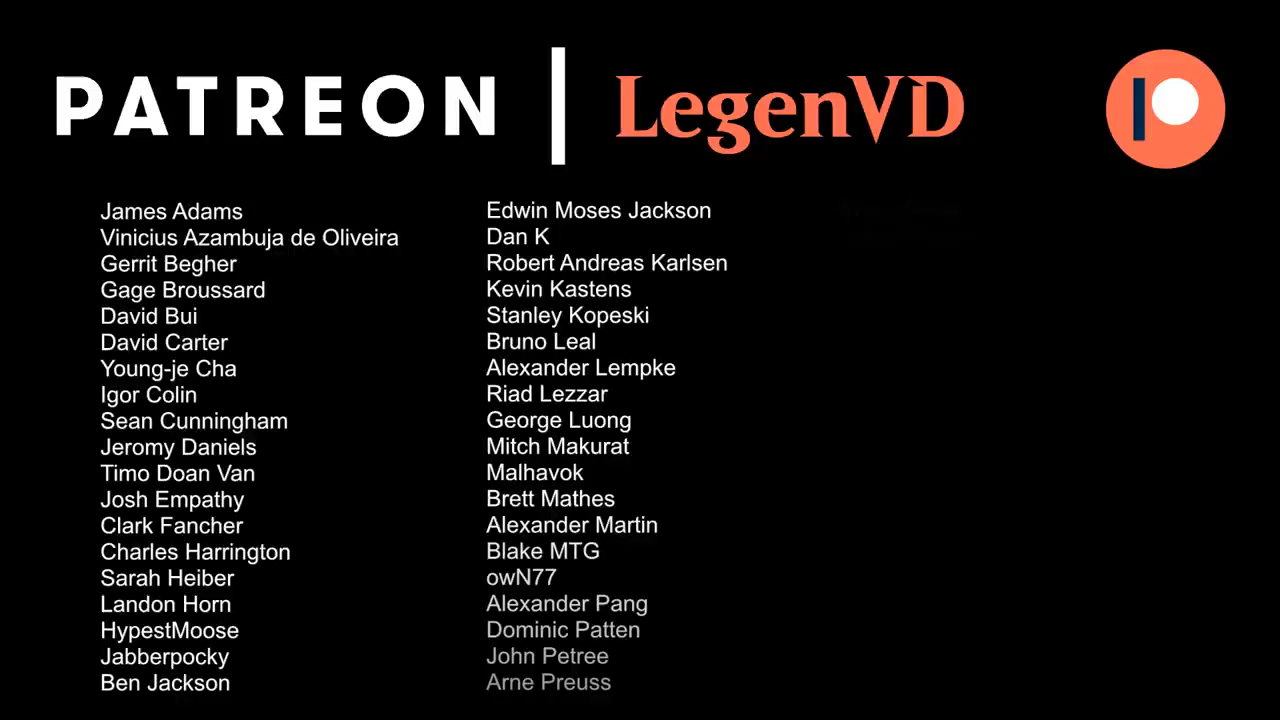 PATREON | LegenVD
James Adams
Vinicius Azambuja de Oliveira
Gerrit Begher
Gage Broussard
David Bui
David Carter
Young-je Cha
Igor Colin
Sean Cunningham
Jeromy Daniels
Timo Doan Van
Josh Empathy
Clark Fancher
Charles Harrington
Sarah Heiber
Landon Horn
HypestMoose
Jabberpocky
Ben Jackson
Edwin Moses Jackson
Dan K
Robert Andreas Karlsen
Kevin Kastens
Stanley Kopeski
Bruno Leal
Alexander Lempke
Riad Lezzar
George Luong
Mitch Makurat
Malhavok
Brett Mathes
Alexander Martin
Blake MTG
owN77
Alexander Pang
Dominic Patten
John Petree
Arne Preuss